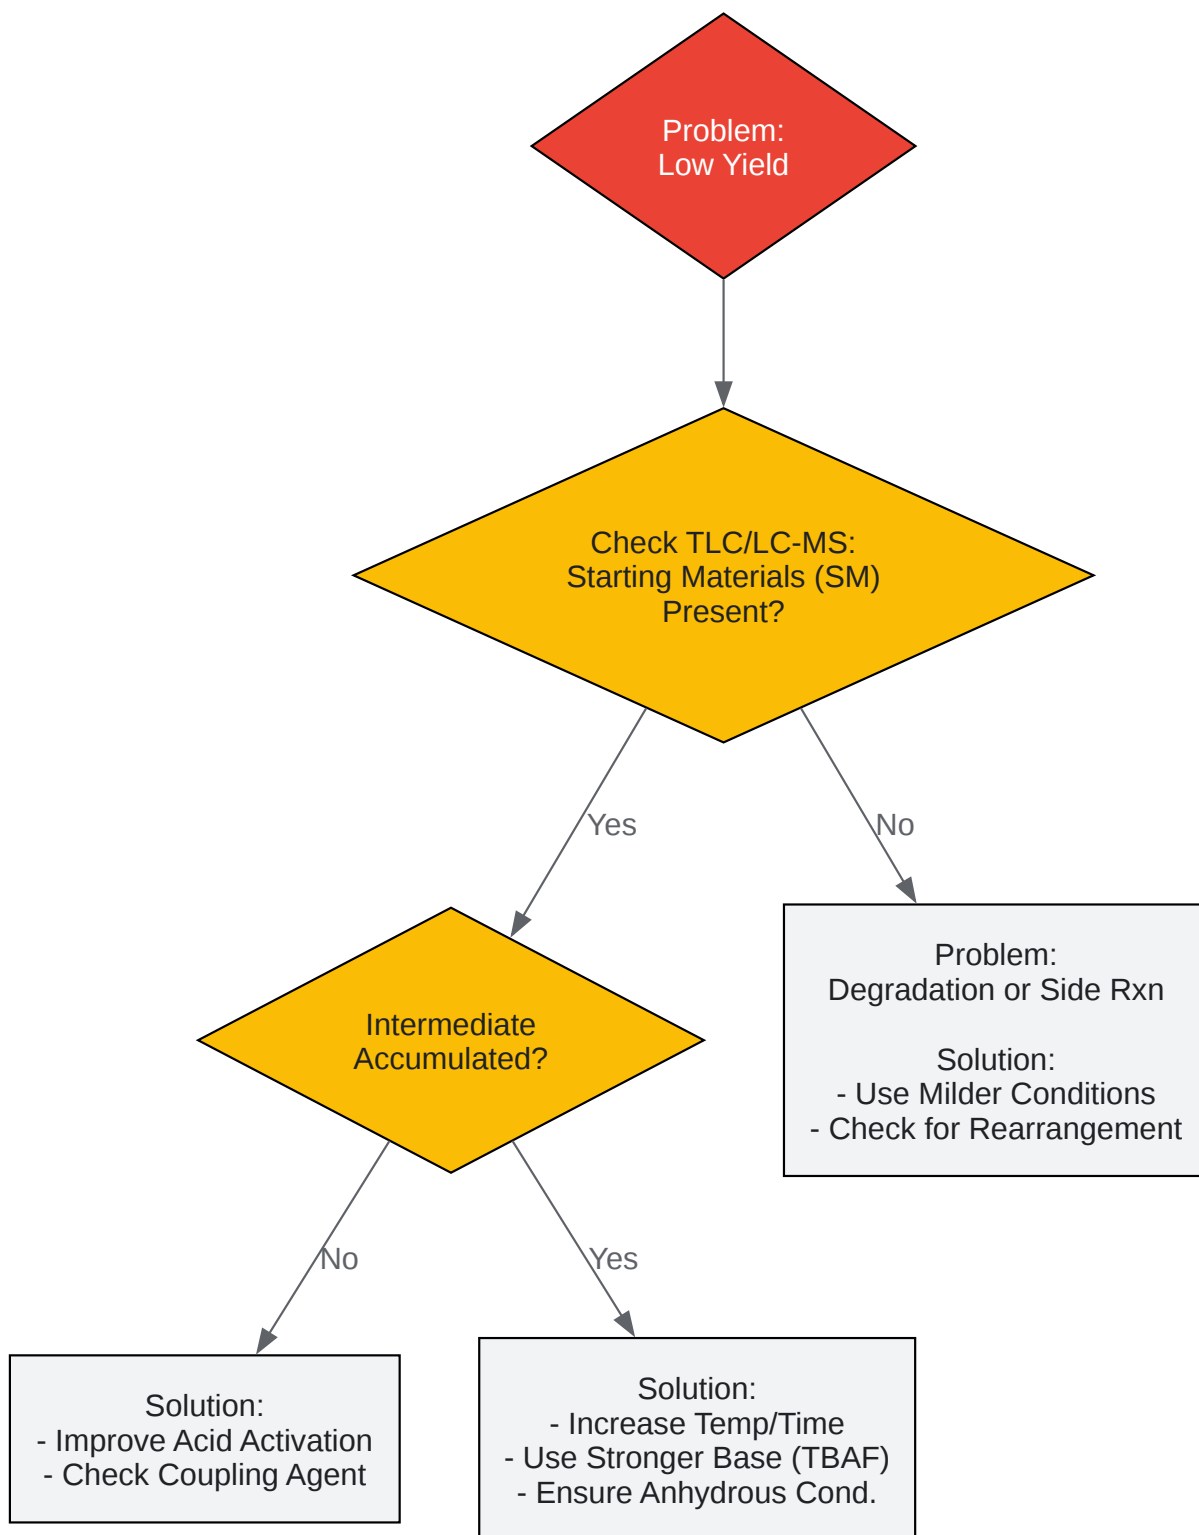 Problem:
Low Yield
Check TLC/LC-MS:
Starting Materials (SM)
Present?
Yes
No
Intermediate
Accumulated?
Problem:
Degradation or Side Rxn
Solution:
- Use Milder Conditions
- Check for Rearrangement
No
Yes
Solution:
- Improve Acid Activation
- Check Coupling Agent
Solution:
- Increase Temp/Time
- Use Stronger Base (TBAF)
- Ensure Anhydrous Cond.